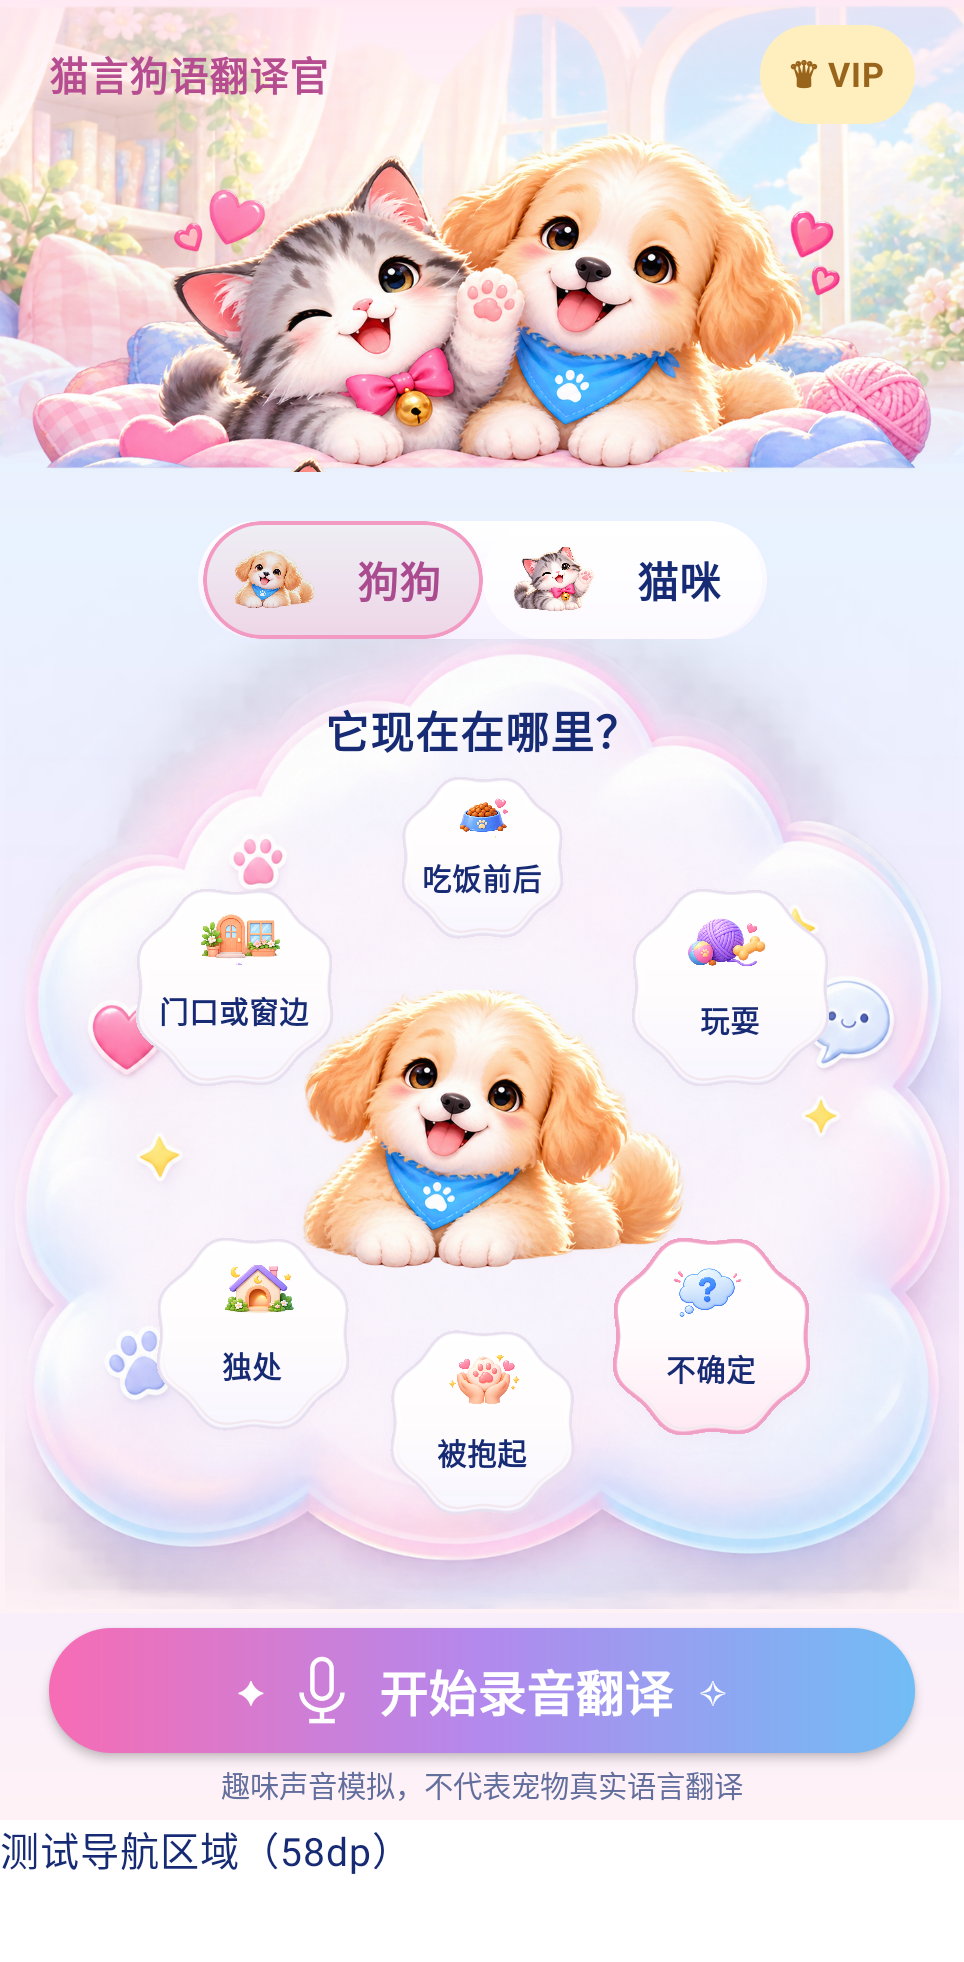 猫言狗语翻译官
VIP
狗狗
猫咪
它现在在哪里?
吃饭前后
门口或窗边
玩耍
独处
不确定
被抱起
开始录音翻译
趣味声音模拟，不代表宠物真实语言翻译
测试导航区域（58dp）